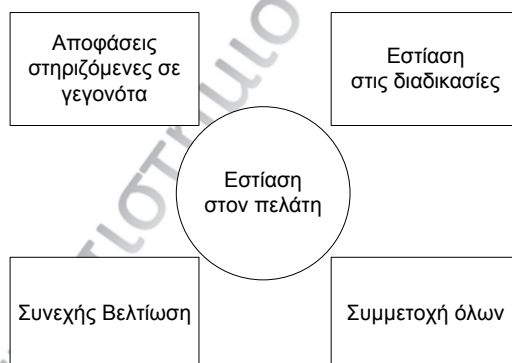 Αποφάσεις
στηριζόμενες σε
γεγονότα
Εστίαση
στις διαδικασίες
Εστίαση
στον πελάτη
Συνεχής Βελτίωση
Συμμετοχή όλων